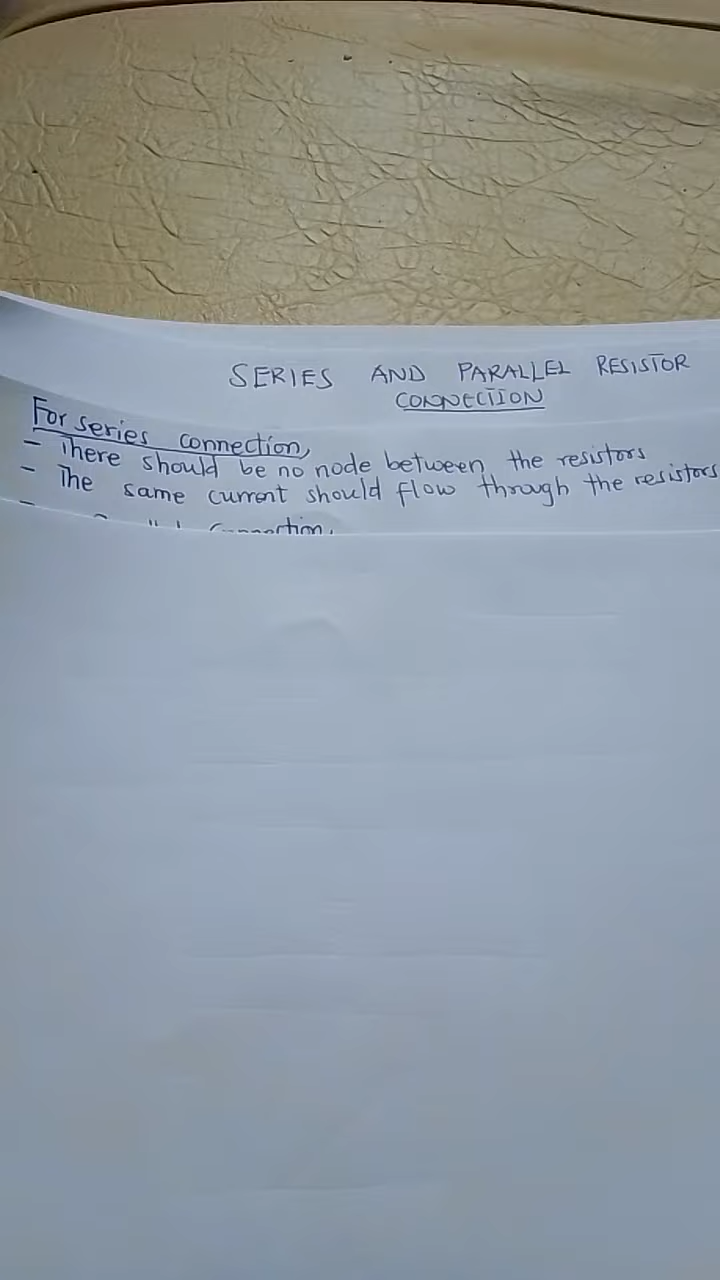 SERIES AND PARALLEL RESISTOR
CONNECTION
For series connection,
- There should be no node between the resistors
- The same current should flow through the resistors
connection,